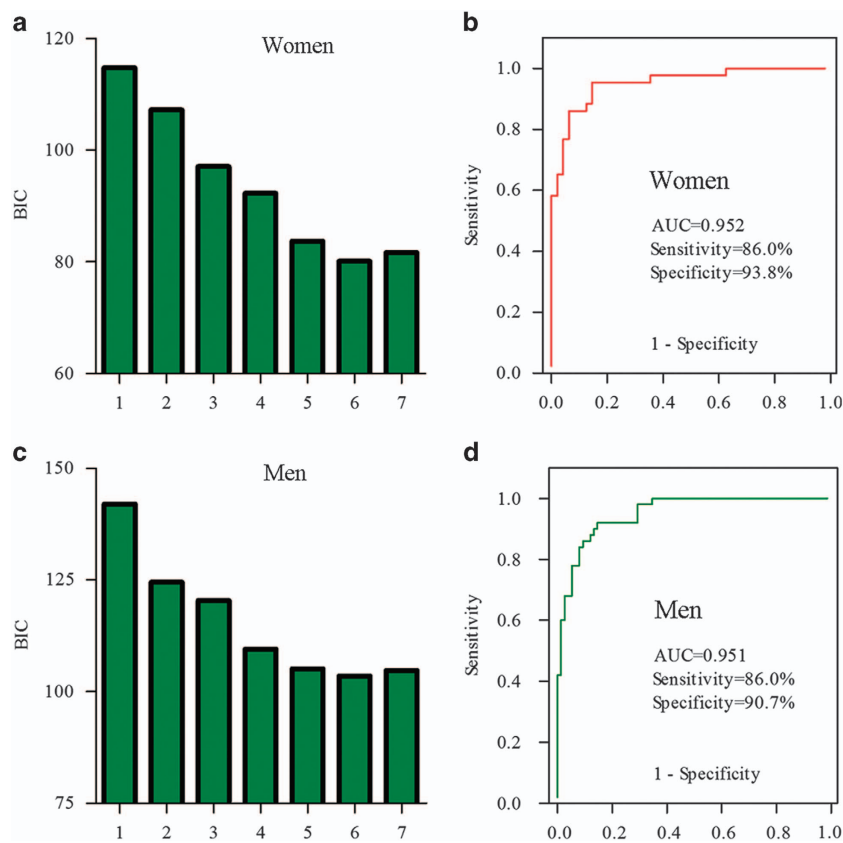 a
Women
BIC
120
100
80
60
1 2 3 4 5 6 7
b
Sensitivity
1.0
0.8
0.6
0.4
0.2
0.0
Women
AUC=0.952
Sensitivity=86.0%
Specificity=93.8%
1 - Specificity
0.0 0.2 0.4 0.6 0.8 1.0
c
Men
BIC
150
125
100
75
1 2 3 4 5 6 7
d
Sensitivity
1.0
0.8
0.6
0.4
0.2
0.0
Men
AUC=0.951
Sensitivity=86.0%
Specificity=90.7%
1 - Specificity
0.0 0.2 0.4 0.6 0.8 1.0